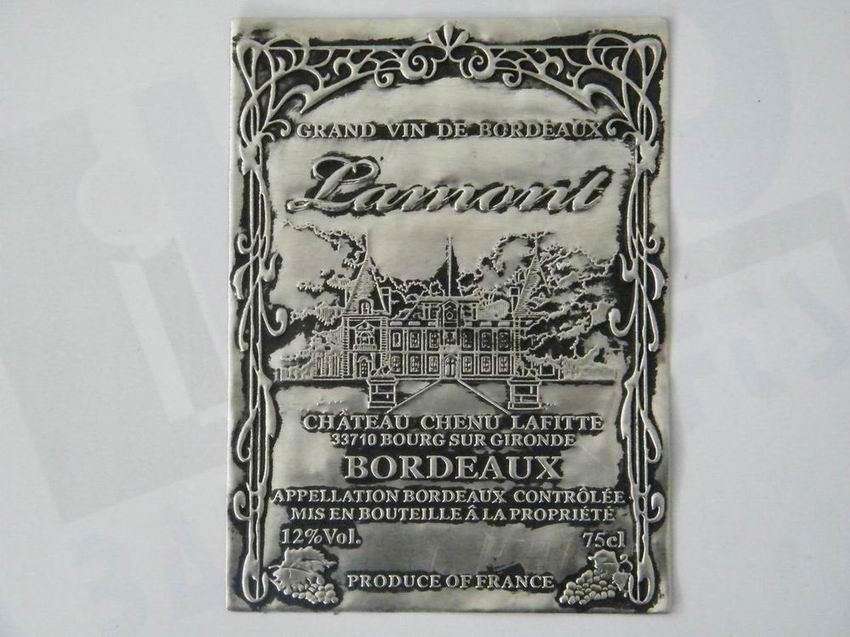 GRAND VIN DE BORDEAUX
Lamont
CHÂTEAU CHENU LAFITTE
33710 BOURG SUR GIRONDE
BORDEAUX
APPELLATION BORDEAUX CONTRÔLÉE
MIS EN BOUTEILLE Â LA PROPRIÉTÉ
12%Vol. 75cl
PRODUCE OF FRANCE